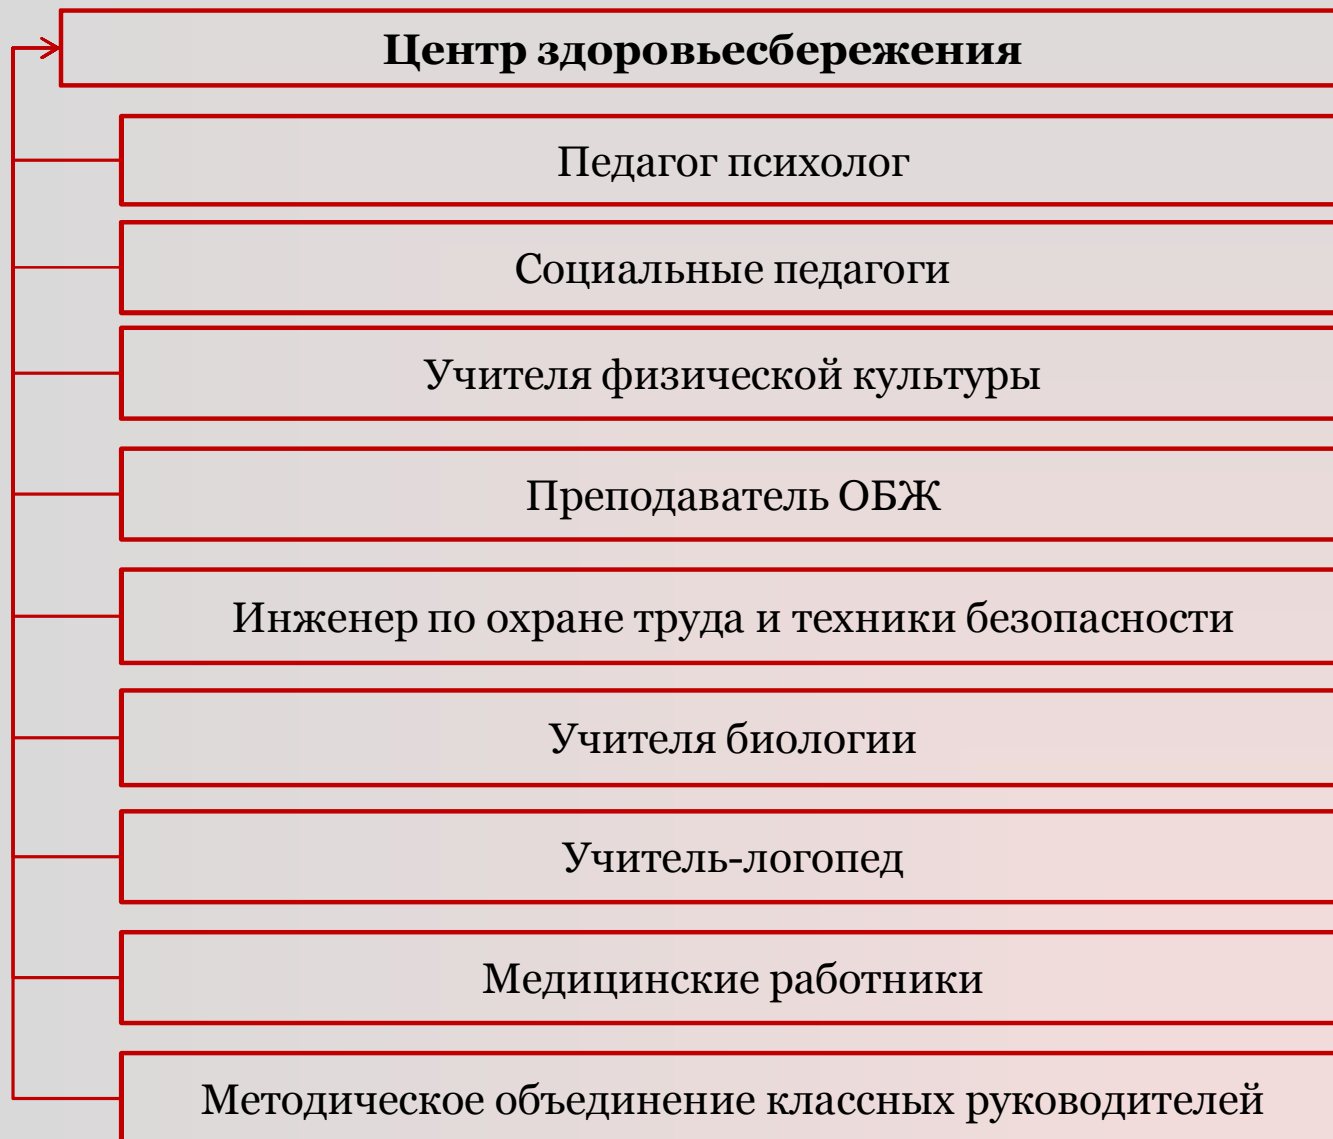 Центр здоровьесбережения
Педагог психолог
Социальные педагоги
Учителя физической культуры
Преподаватель ОБЖ
Инженер по охране труда и техники безопасности
Учителя биологии
Учитель-логопед
Медицинские работники
Методическое объединение классных руководителей